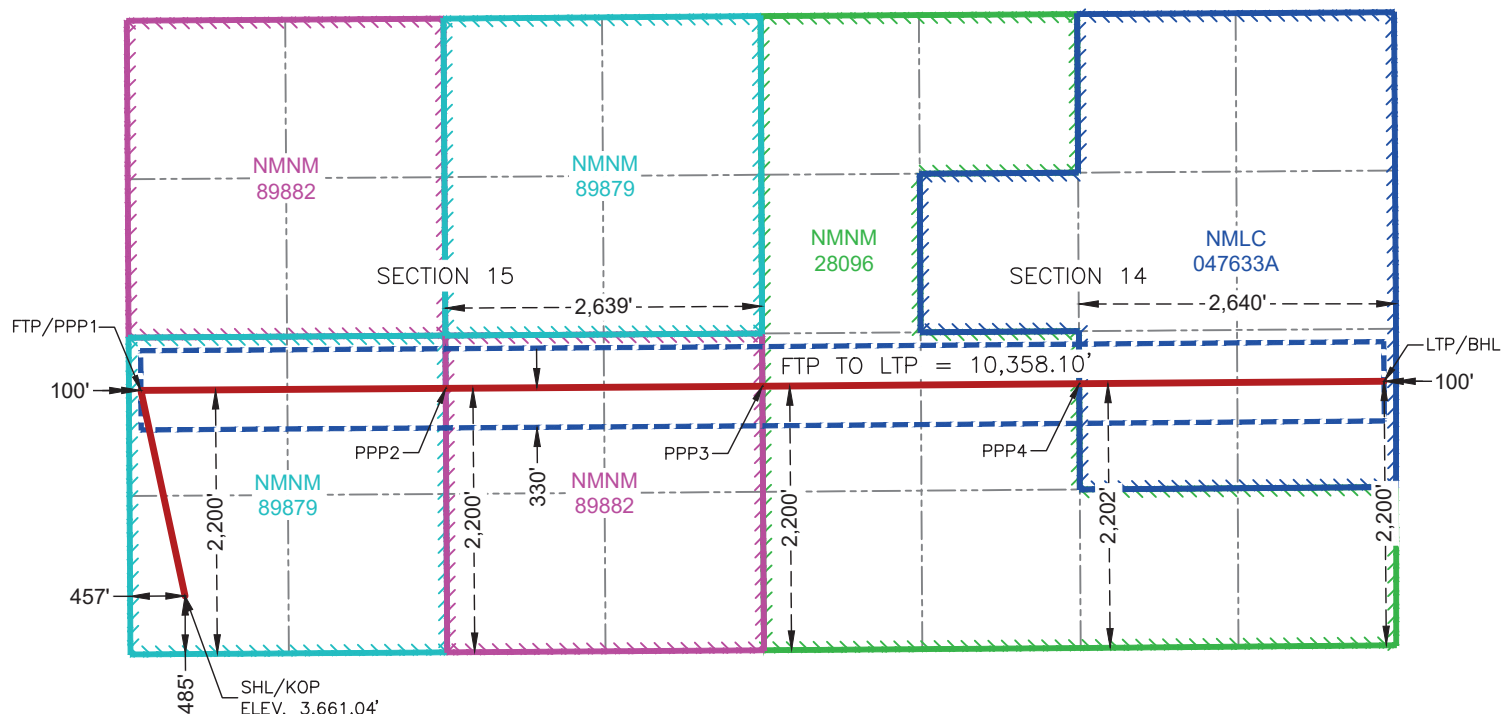 NMNM
89882
NMNM
89879
NMNM
28096
NMLC
047633A
SECTION 15
SECTION 14
2,639'
2,640'
FTP/PPP1
LTP/BHL
FTP TO LTP = 10,358.10'
100'
100'
PPP2
PPP3
PPP4
330'
NMNM
89879
NMNM
89882
2,200'
2,200'
2,200'
2,202'
2,200'
457'
485'
SHL/KOP
ELEV. 3,661.04'